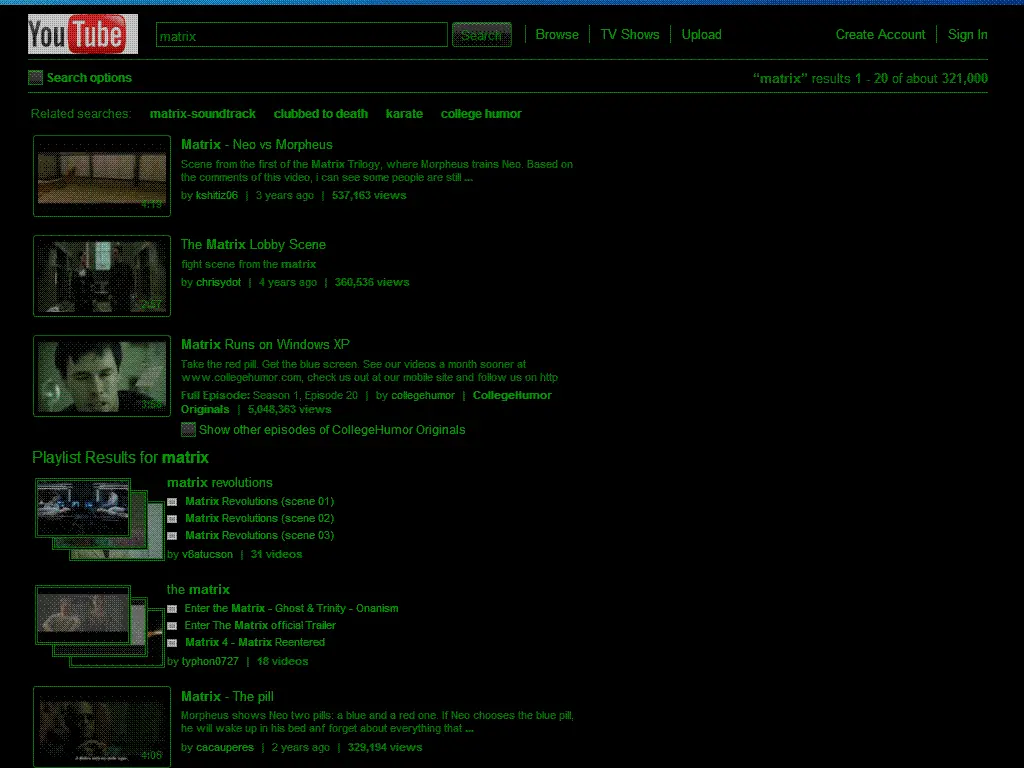 YouTube matrix Search Browse TV Shows Upload Create Account Sign In
Search options “matrix” results 1 - 20 of about 321,000
Related searches: matrix-soundtrack clubbed to death karate college humor
Matrix - Neo vs Morpheus
Scene from the first of the Matrix Trilogy, where Morpheus trains Neo. Based on
the comments of this video, i can see some people are still ...
by kshitiz06 | 3 years ago | 537,163 views
4:19
The Matrix Lobby Scene
fight scene from the matrix
by chrisydot | 4 years ago | 360,536 views
Matrix Runs on Windows XP
Take the red pill. Get the blue screen. See our videos a month sooner at
www.collegehumor.com, check us out at our mobile site and follow us on http
Full Episode: Season 1, Episode 20 | by collegehumor | CollegeHumor
Originals | 5,048,363 views
Show other episodes of CollegeHumor Originals
Playlist Results for matrix
matrix revolutions
Matrix Revolutions (scene 01)
Matrix Revolutions (scene 02)
Matrix Revolutions (scene 03)
by v8atucson | 31 videos
the matrix
Enter the Matrix - Ghost & Trinity - Onanism
Enter The Matrix official Trailer
Matrix 4 - Matrix Reentered
by typhon0727 | 18 videos
Matrix - The pill
Morpheus shows Neo two pills: a blue and a red one. If Neo chooses the blue pill,
he will wake up in his bed anf forget about everything that ...
by cacauperes | 2 years ago | 329,194 views
4:06